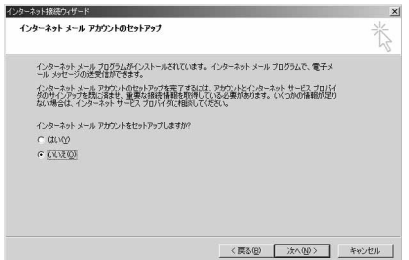 インターネット接続ウィザード
インターネット メール アカウントのセットアップ
インターネット メール プログラムがインストールされています。インターネット メール プログラムで、電子メ
ール メッセージの送受信ができます。
インターネット メール アカウントのセットアップを完了するには、アカウントとインターネット サービス プロバイ
ダのサインアップを既に済ませ、重要な接続情報を取得している必要があります。いくつかの情報が足り
ない場合は、インターネット サービス プロバイダに相談してください。
インターネット メール アカウントをセットアップしますか?
はい(Y)
いいえ(O)
< 戻る(B)
次へ(N) >
キャンセル